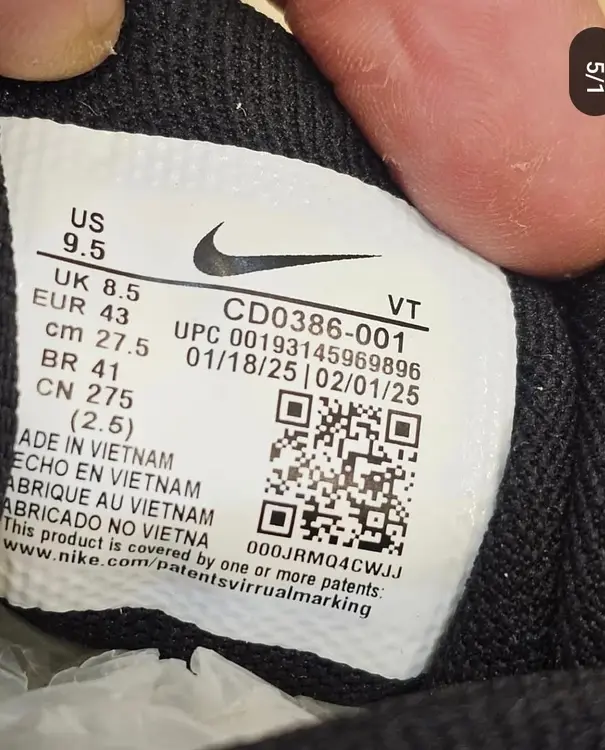 5/1
US
9.5
VT
UK 8.5
EUR 43
cm 27.5
BR 41
CN 275
(2.5)
CD0386-001
UPC 00193145969896
01/18/25|02/01/25
ADE IN VIETNAM
ECHO EN VIETNAM
ABRIQUE AU VIETNAM
ABRICADO NO VIETNA
This product is covered by one or more patents:
www.nike.com/patentsvirrualmarking
000JRMQ4CWJJ